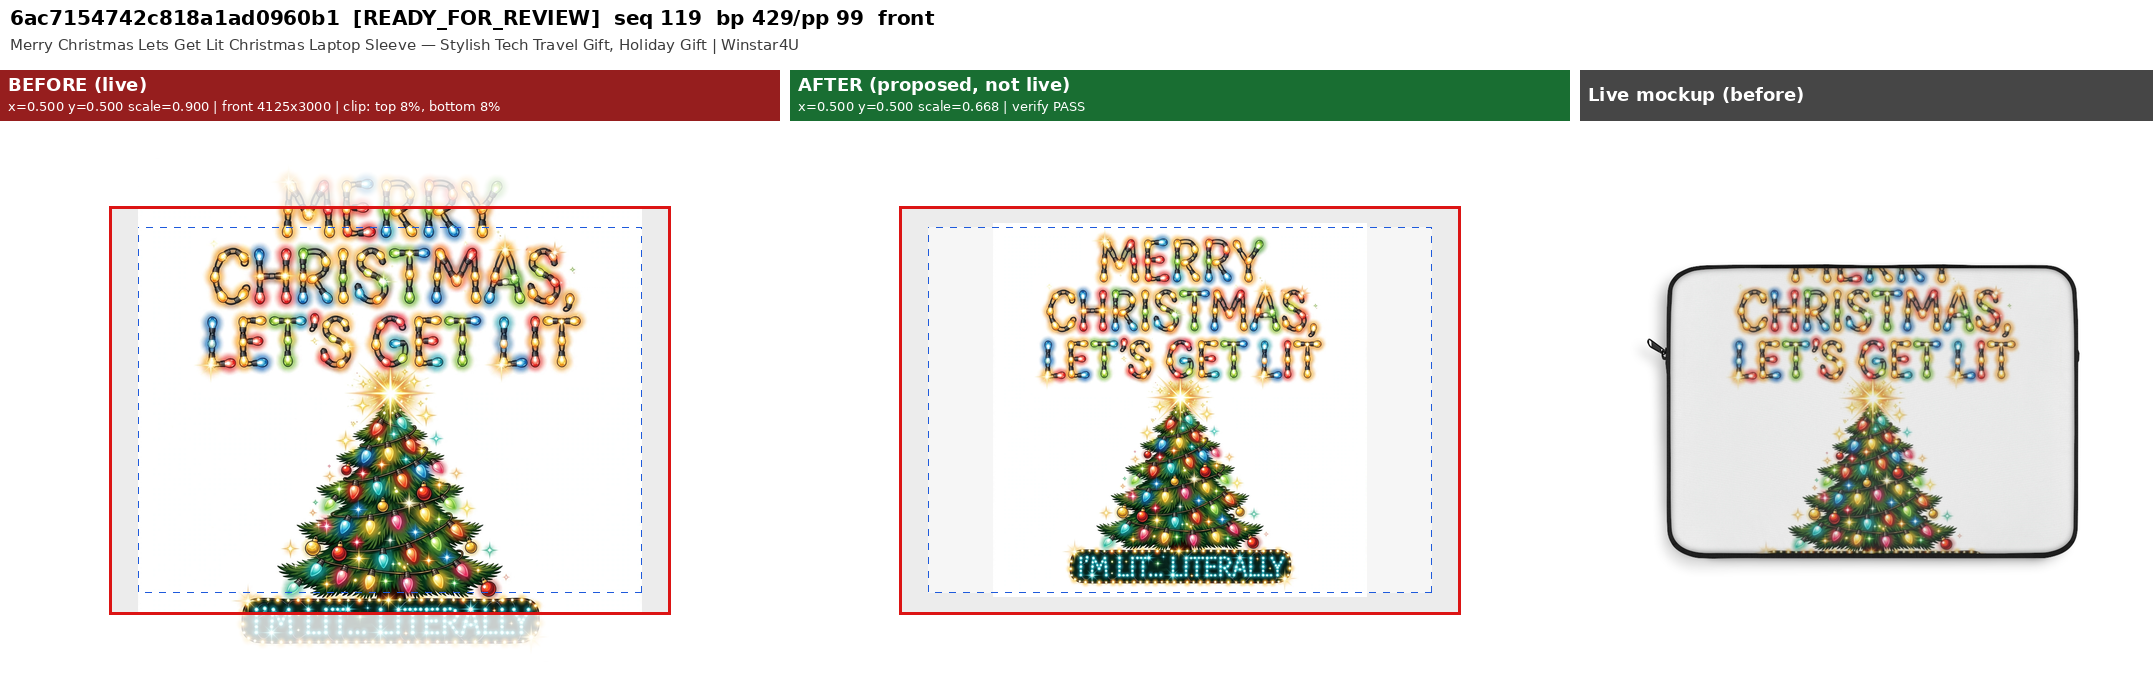 6ac7154742c818a1ad0960b1  [READY_FOR_REVIEW]  seq 119  bp 429/pp 99  front
Merry Christmas Lets Get Lit Christmas Laptop Sleeve — Stylish Tech Travel Gift, Holiday Gift | Winstar4U
BEFORE (live)
x=0.500 y=0.500 scale=0.900 | front 4125x3000 | clip: top 8%, bottom 8%
MERRY
CHRISTMAS,
LET'S GET LIT
I'M LIT... LITERALLY
AFTER (proposed, not live)
x=0.500 y=0.500 scale=0.668 | verify PASS
MERRY
CHRISTMAS,
LET'S GET LIT
I'M LIT... LITERALLY
Live mockup (before)
MERRY
CHRISTMAS,
LET'S GET LIT